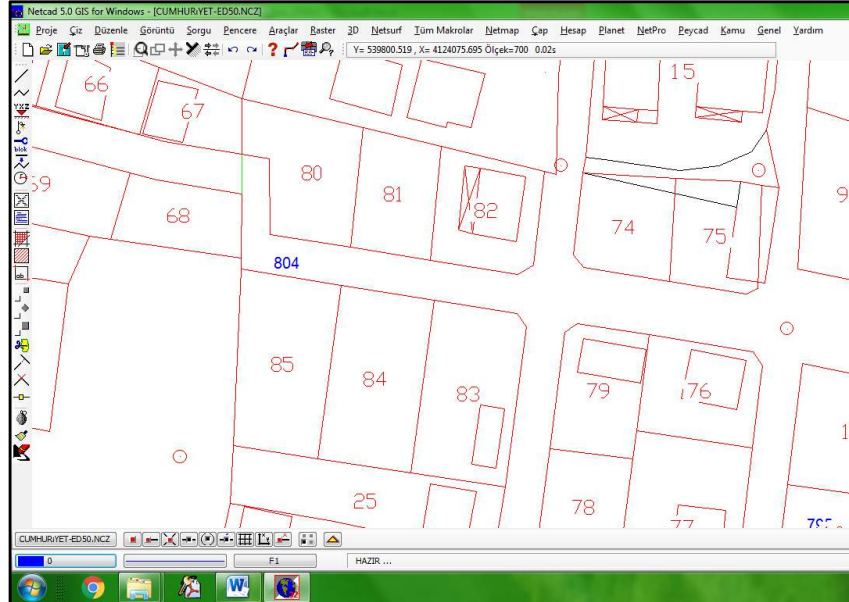 Netcad 5.0 GIS for Windows - [CUMHURiYET-ED50.NCZ]
Proje Çiz Düzenle Görüntü Sorgu Pencere Araçlar Raster 3D Netsurf Tüm Makrolar Netmap Çap Hesap Planet NetPro Peycad Kamu Genel Yardım
Y= 539800.519 , X= 4124075.695 Ölçek=700 0.02s
YXZ
blok
66
67
15
80
81
82
68
74
75
9
804
85
84
83
79
76
25
78
77
CUMHURiYET-ED50.NCZ
0
F1
HAZIR ...